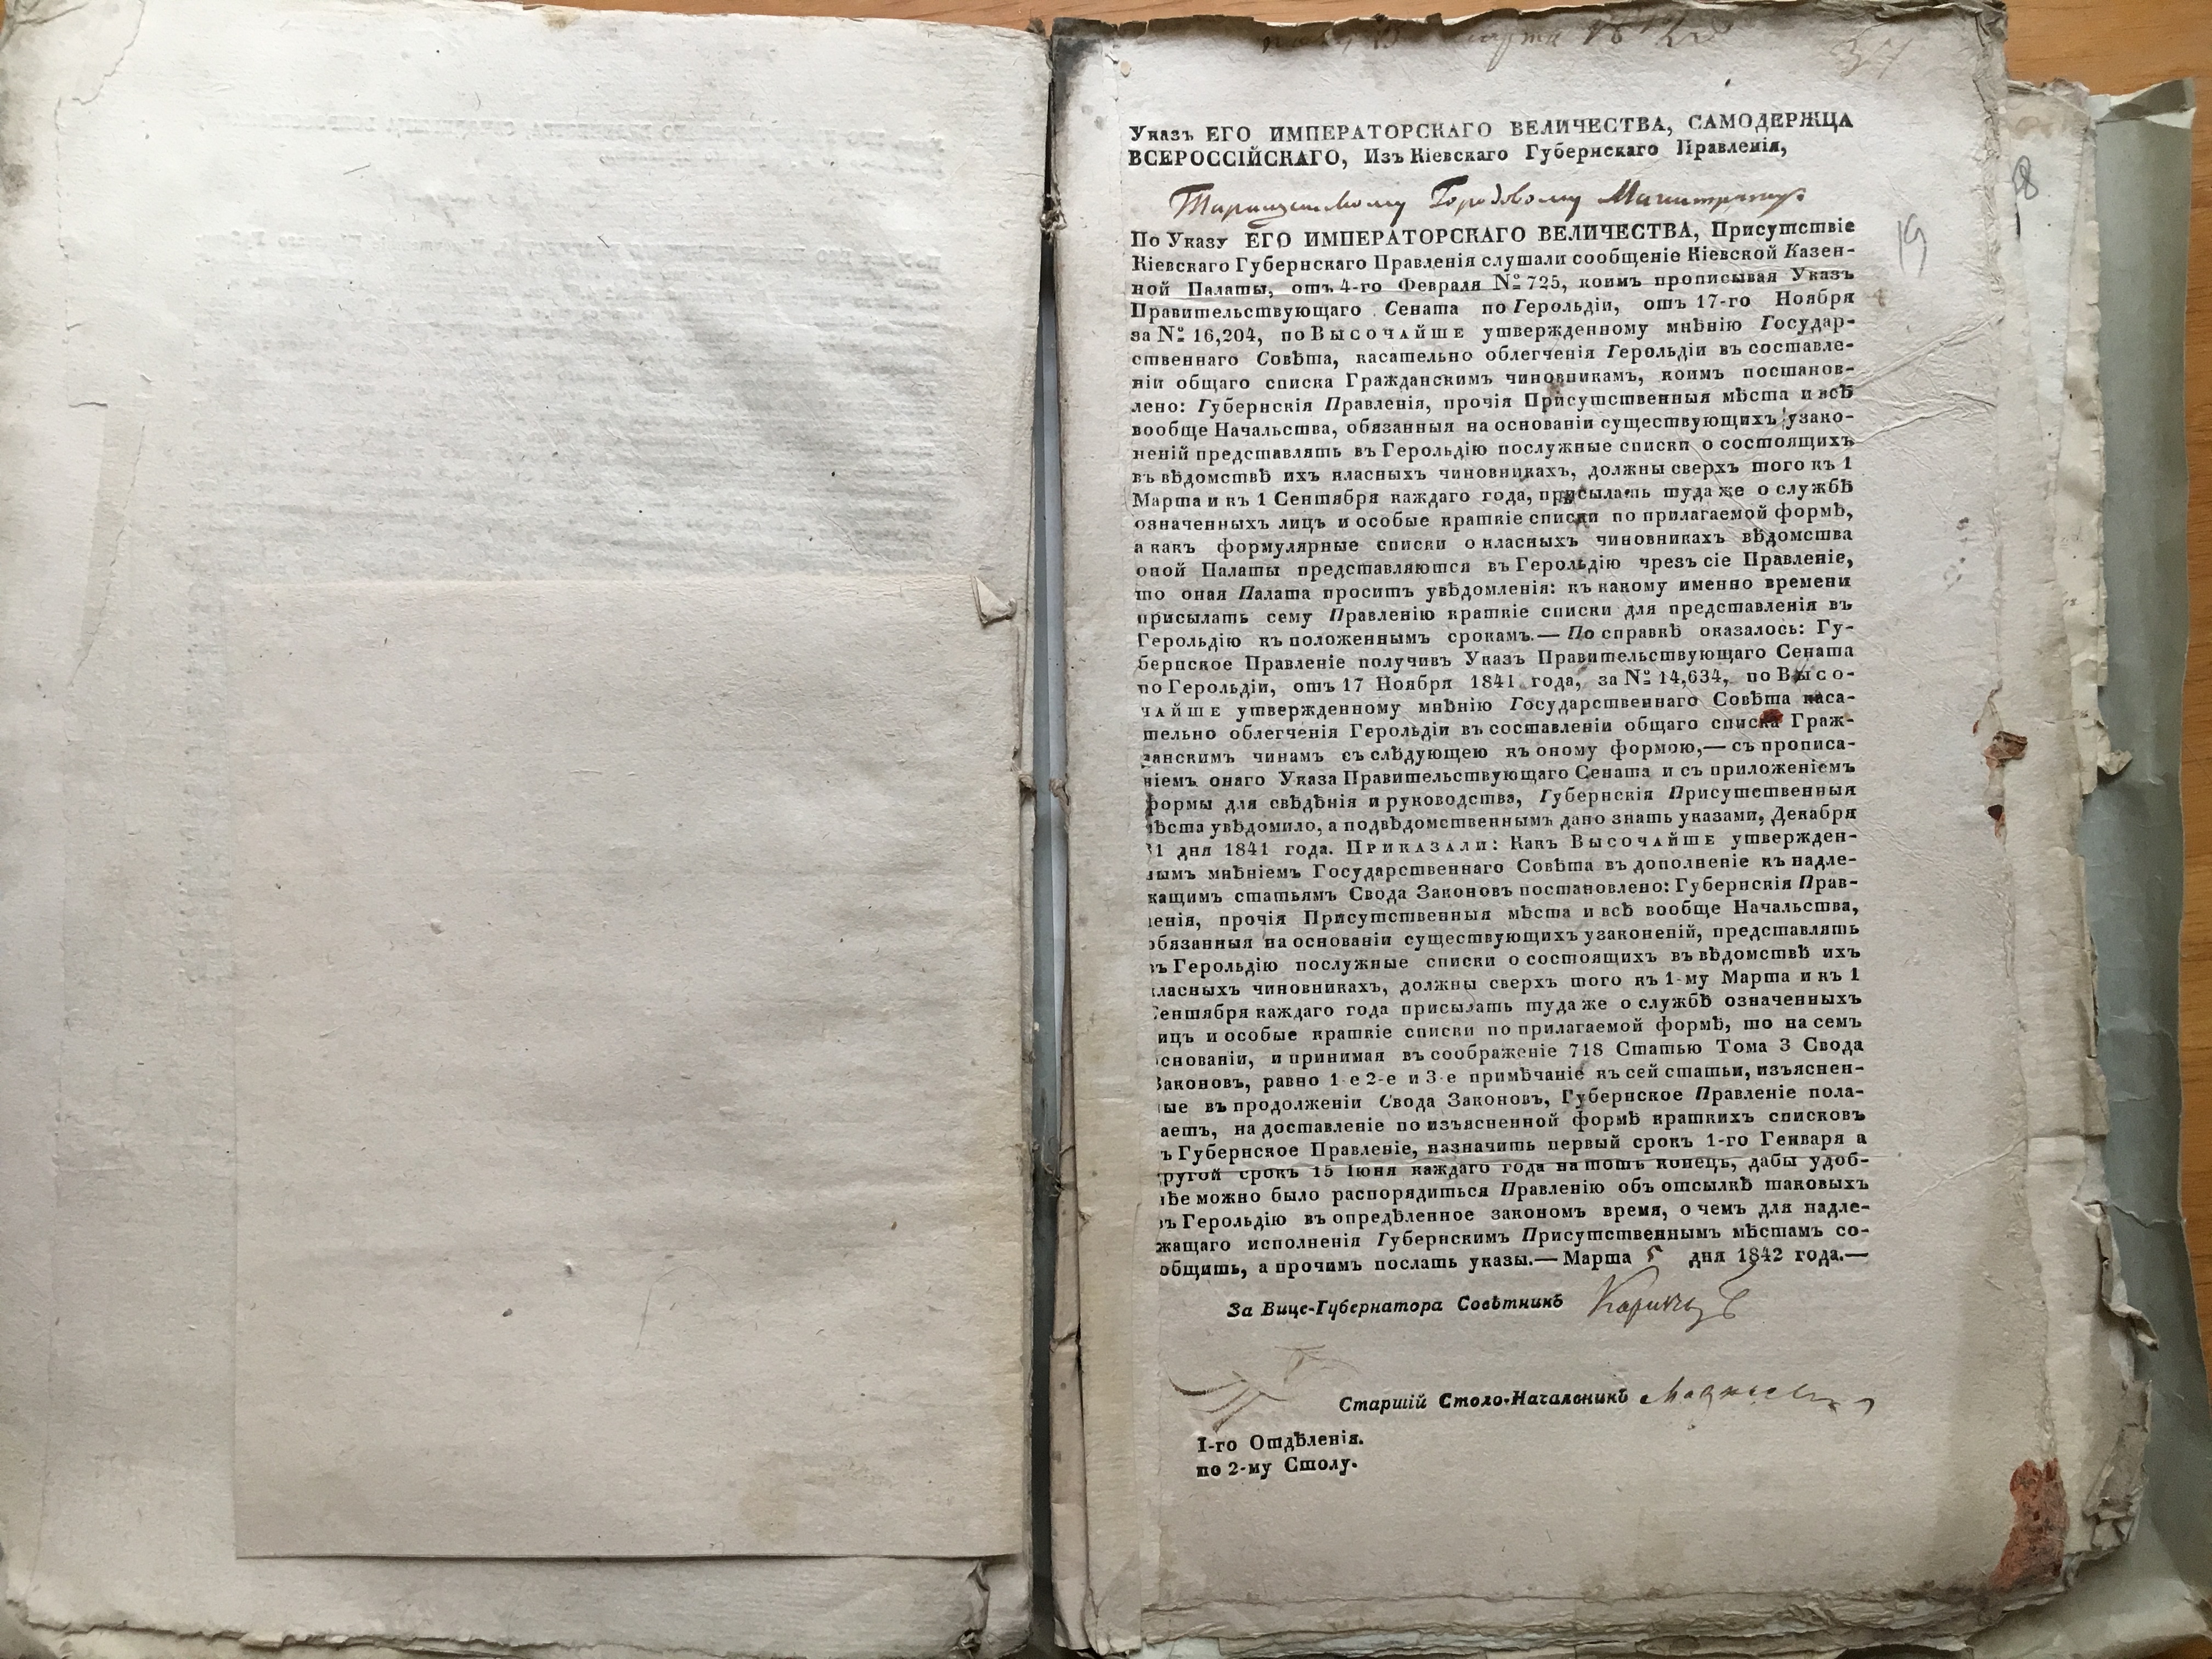 Марта 1842
37
58
19
Указъ ЕГО ИМПЕРАТОРСКАГО ВЕЛИЧЕСТВА, САМОДЕРЖЦА
ВСЕРОССІЙСКАГО, Изъ Кіевскаго Губернскаго Правленія,
Таращанскому Городовому Магистрату
По Указу ЕГО ИМПЕРАТОРСКАГО ВЕЛИЧЕСТВА, Присутствіе
Кіевскаго Губернскаго Правленія слушали сообщеніе Кіевской Казен-
ной Палаты, отъ 4-го Февраля № 725, коимъ прописывая Указъ
Правительствующаго Сената по Герольдіи, отъ 17-го Ноября
за № 16,204, по ВЫСОЧАЙШЕ утвержденному мнѣнію Государ-
ственнаго Совѣта, касательно облегченія Герольдіи въ составле-
ніи общаго списка Гражданскимъ чиновникамъ, коимъ постанов-
лено: Губернскія Правленія, прочія Присутственныя мѣста и всѣ
вообще Начальства, обязанныя на основаніи существующихъ узако-
неній представлять въ Герольдію послужные списки о состоящихъ
въ вѣдомствѣ ихъ класныхъ чиновникахъ, должны сверхъ того къ 1
Марта и къ 1 Сентября каждаго года, присылать туда же о службѣ
означенныхъ лицъ и особые краткіе списки по прилагаемой формѣ,
а какъ формулярные списки о класныхъ чиновникахъ вѣдомства
оной Палаты представляются въ Герольдію чрезъ сіе Правленіе,
то оная Палата проситъ увѣдомленія: къ какому именно времени
присылать сему Правленію краткіе списки для представленія въ
Герольдію къ положеннымъ срокамъ.— По справкѣ оказалось: Гу-
бернское Правленіе получивъ Указъ Правительствующаго Сената
по Герольдіи, отъ 17 Ноября 1841 года, за № 14,634, по ВЫСО-
ЧАЙШЕ утвержденному мнѣнію Государственнаго Совѣта каса-
тельно облегченія Герольдіи въ составленіи общаго списка Граж-
данскимъ чинамъ съ слѣдующею къ оному формою,— съ прописа-
ніемъ онаго Указа Правительствующаго Сената и съ приложеніемъ
формы для свѣдѣнія и руководства, Губернскія Присутственныя
мѣста увѣдомило, а подвѣдомственнымъ дано знать указами, Декабря
31 дня 1841 года. ПРИКАЗАЛИ: Какъ ВЫСОЧАЙШЕ утвержден-
нымъ мнѣніемъ Государственнаго Совѣта въ дополненіе къ надле-
жащимъ статьямъ Свода Законовъ постановлено: Губернскія Прав-
ленія, прочія Присутственныя мѣста и всѣ вообще Начальства,
обязанныя на основаніи существующихъ узаконеній, представлять
въ Герольдію послужные списки о состоящихъ въ вѣдомствѣ ихъ
класныхъ чиновникахъ, должны сверхъ того къ 1-му Марта и къ 1
Сентября каждаго года присылать туда же о службѣ означенныхъ
лицъ и особые краткіе списки по прилагаемой формѣ, то на семъ
основаніи, и принимая въ соображеніе 718 Статью Тома 3 Свода
Законовъ, равно 1-е 2-е и 3-е примѣчаніе къ сей статьи, изъяснен-
ные въ продолженіи Свода Законовъ, Губернское Правленіе пола-
гаетъ, на доставленіе по изъясненной формѣ краткихъ списковъ
въ Губернское Правленіе, назначить первый срокъ 1-го Генваря а
другой срокъ 15 Іюня каждаго года на тотъ конецъ, дабы удоб-
нѣе можно было распорядиться Правленію объ отсылкѣ таковыхъ
въ Герольдію въ опредѣленное закономъ время, о чемъ для надле-
жащаго исполненія Губернскимъ Присутственнымъ мѣстамъ со-
общить, а прочимъ послать указы.— Марта 5 дня 1842 года.—
За Вице-Губернатора Совѣтникъ
Старшій Столо-Начальникъ
1-го Отдѣленія.
по 2-му Столу.